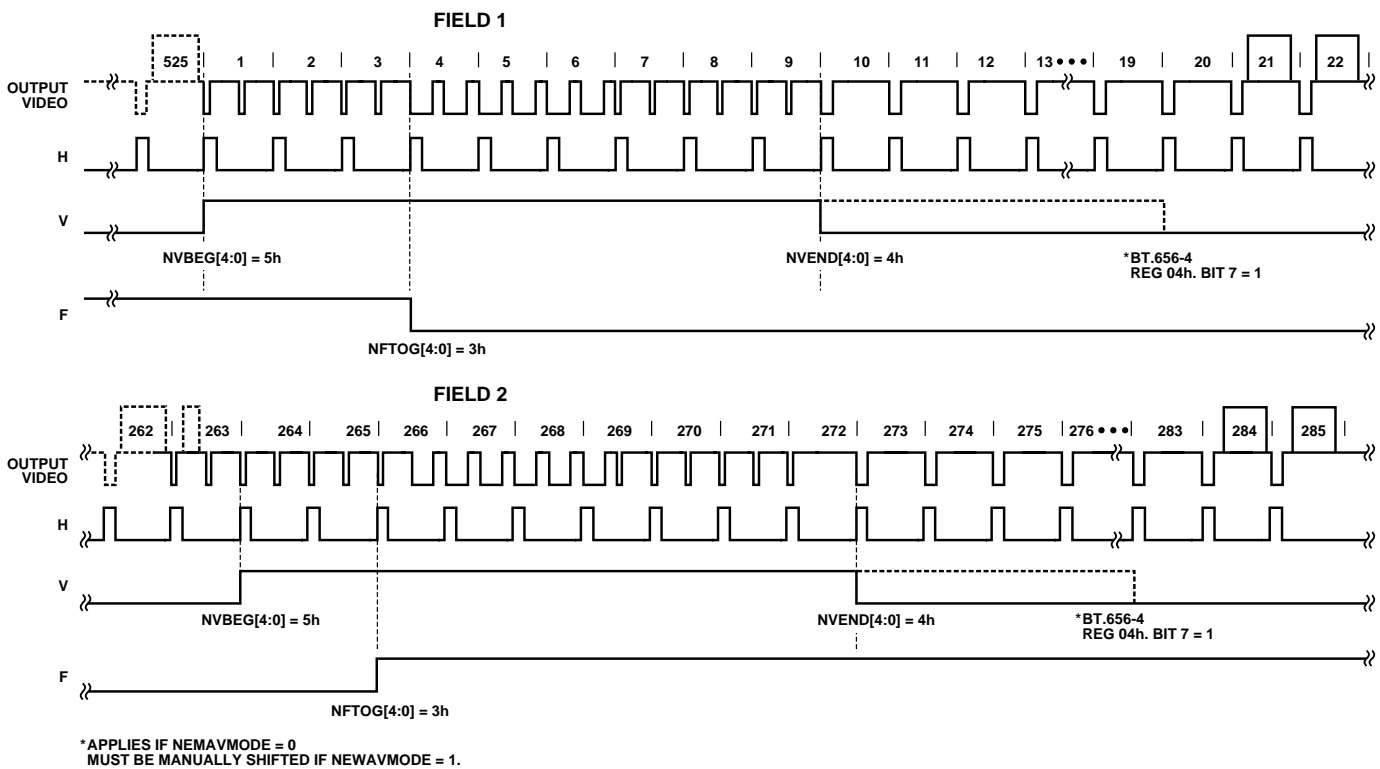 FIELD 1
525 1 2 3 4 5 6 7 8 9 10 11 12 13 ••• 19 20 21 22
OUTPUT
VIDEO
H
V
NVBEG[4:0] = 5h NVEND[4:0] = 4h *BT.656-4
REG 04h. BIT 7 = 1
F
NFTOG[4:0] = 3h
FIELD 2
262 263 264 265 266 267 268 269 270 271 272 273 274 275 276 ••• 283 284 285
OUTPUT
VIDEO
H
V
NVBEG[4:0] = 5h NVEND[4:0] = 4h *BT.656-4
REG 04h. BIT 7 = 1
F
NFTOG[4:0] = 3h
*APPLIES IF NEMAVMODE = 0
MUST BE MANUALLY SHIFTED IF NEWAVMODE = 1.